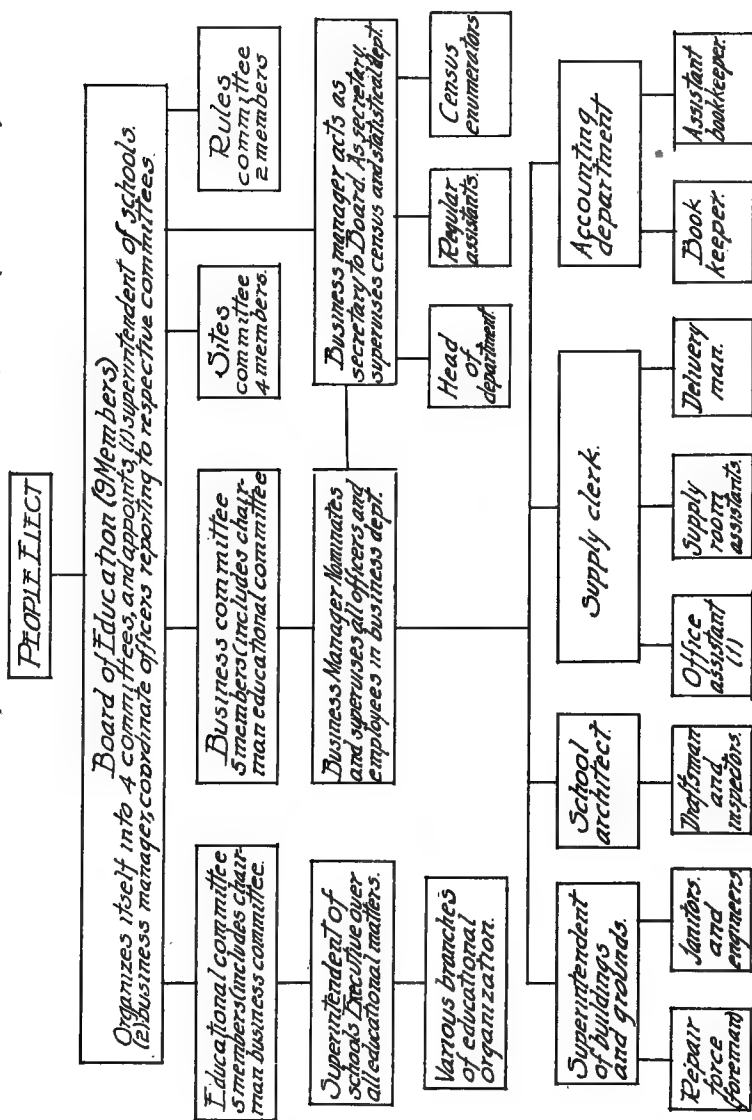 PEOPLE ELECT
Board of Education (9 Members)
Organizes itself into 4 committees, and appoints, (1) superintendent of schools.
(2) business manager, coordinate officers reporting to respective committees.
Educational committee
5 members (includes chair-
man business committee.
Business committee
5 members (includes chair-
man educational committee
Sites
committee
4 members.
Rules
committee
2 members
Superintendent of
schools Executive over
all educational matters.
Business Manager Nominates
and supervises all officers and
employees in business dept.
Business manager acts as
secretary to Board. As secretary
supervises census and statistical dept.
Various branches
of educational
organization.
Head
of
department
Regular
assistants.
Census
enumerators
Superintendent
of buildings
and grounds.
School
architect.
Supply clerk.
Accounting
department
Repair
force
(foreman)
Janitors.
and
engineers
Draftsman
and
inspectors.
Office
assistant
(1)
Supply
room
assistants.
Delivery
man.
Book
keeper.
Assistant
bookkeeper.